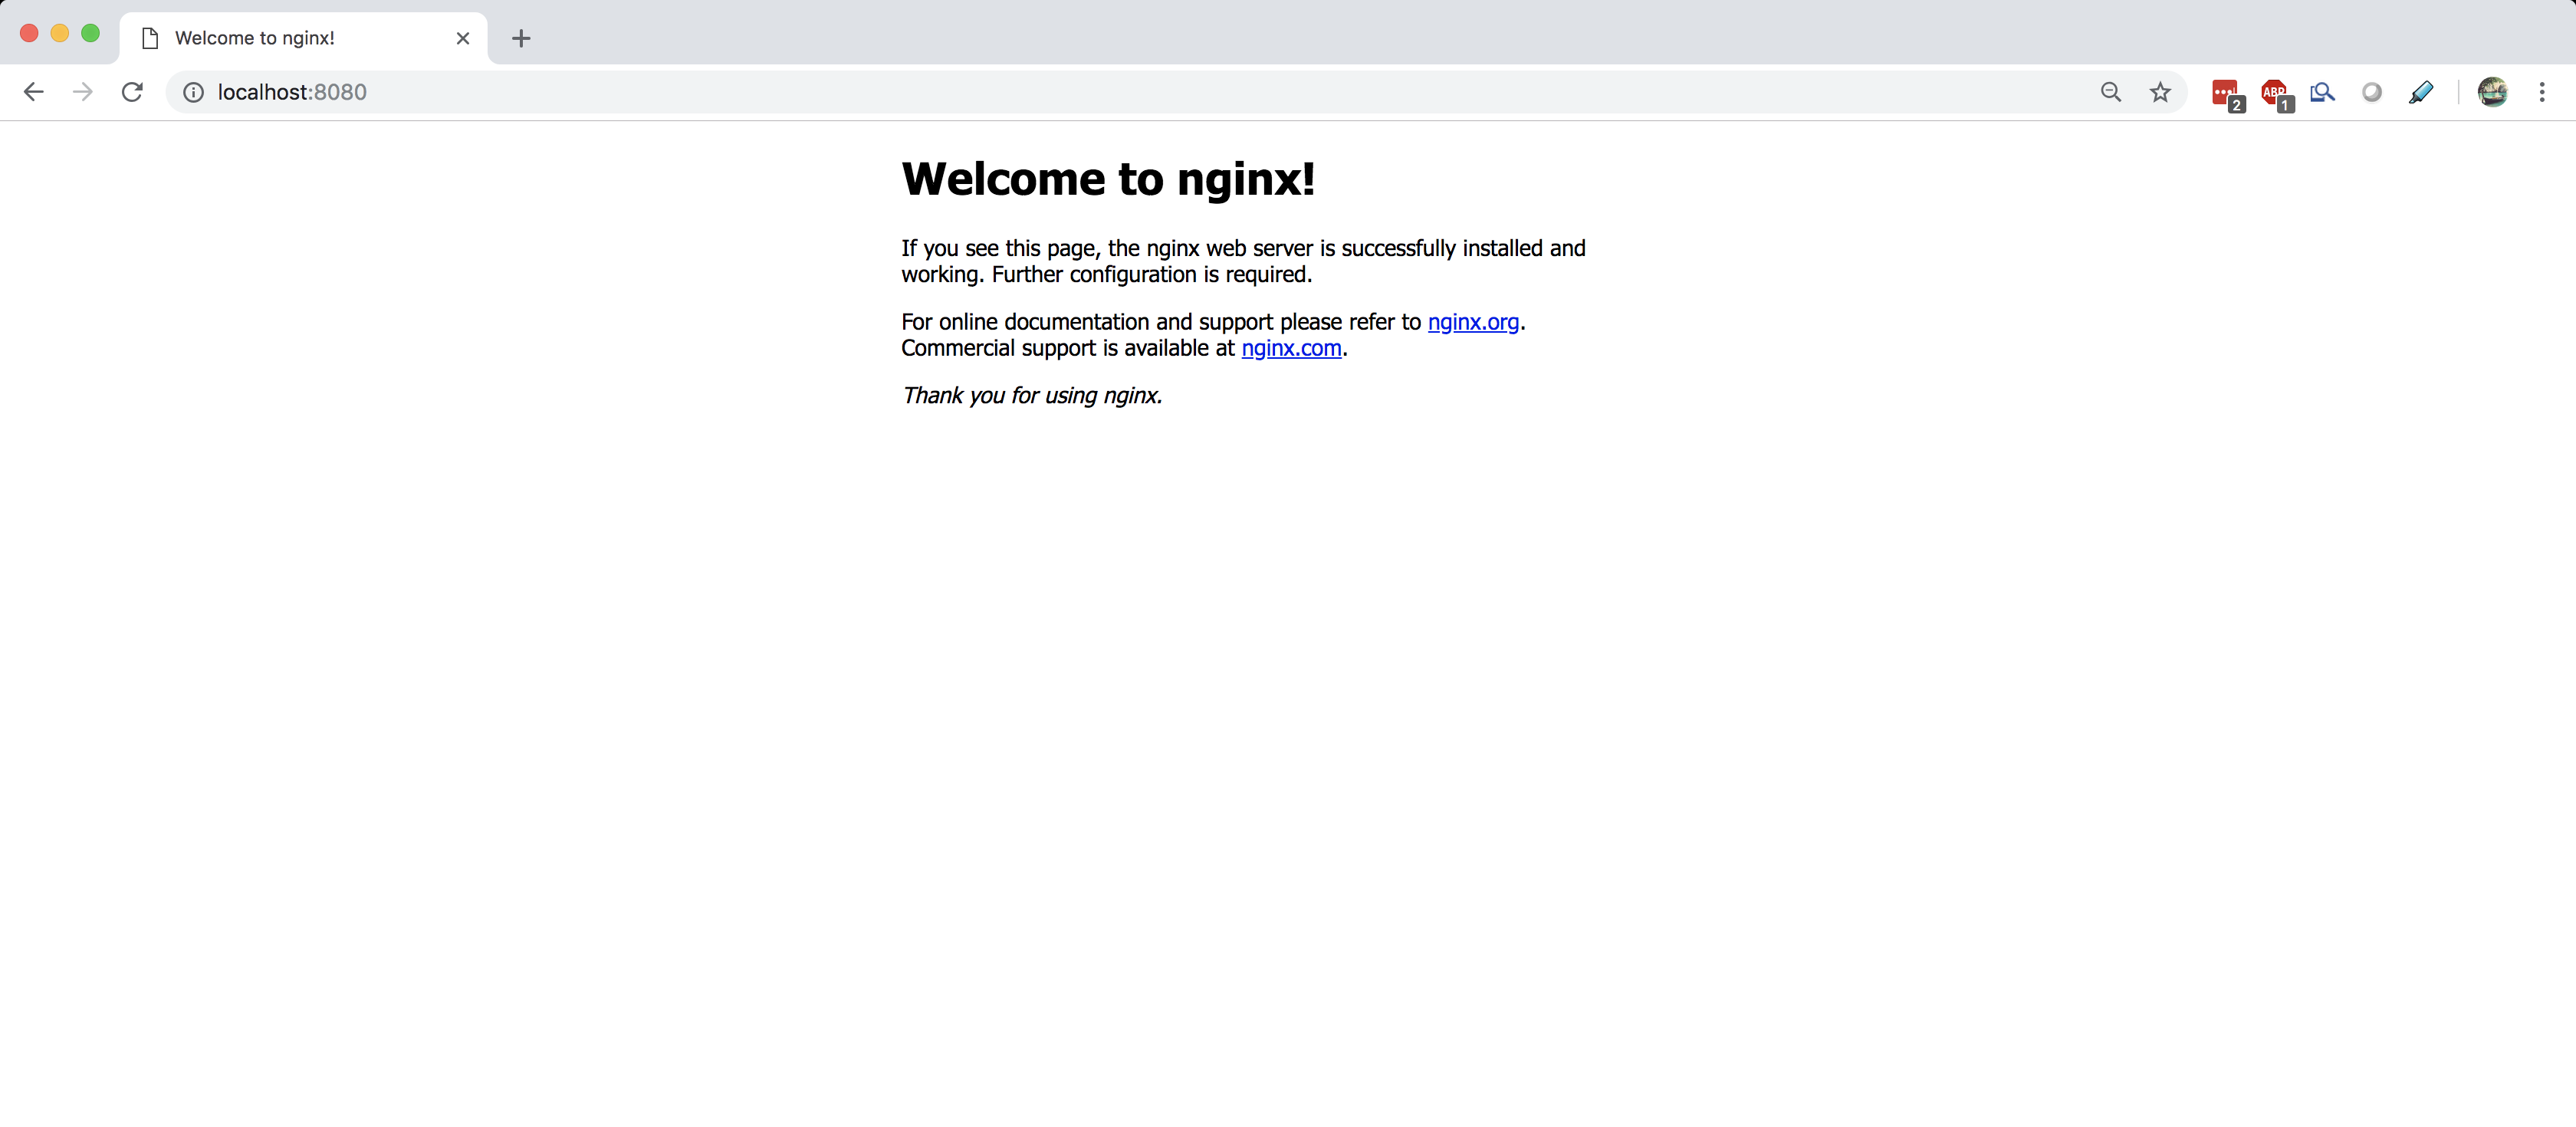 Welcome to nginx!
localhost:8080
2
ABP
1
Welcome to nginx!
If you see this page, the nginx web server is successfully installed and
working. Further configuration is required.
For online documentation and support please refer to nginx.org.
Commercial support is available at nginx.com.
Thank you for using nginx.